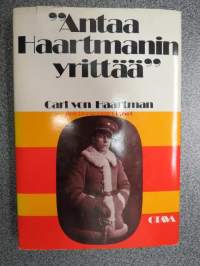 "Antaa
Haartmanin
yrittää"
Carl von Haartman
OTAVA